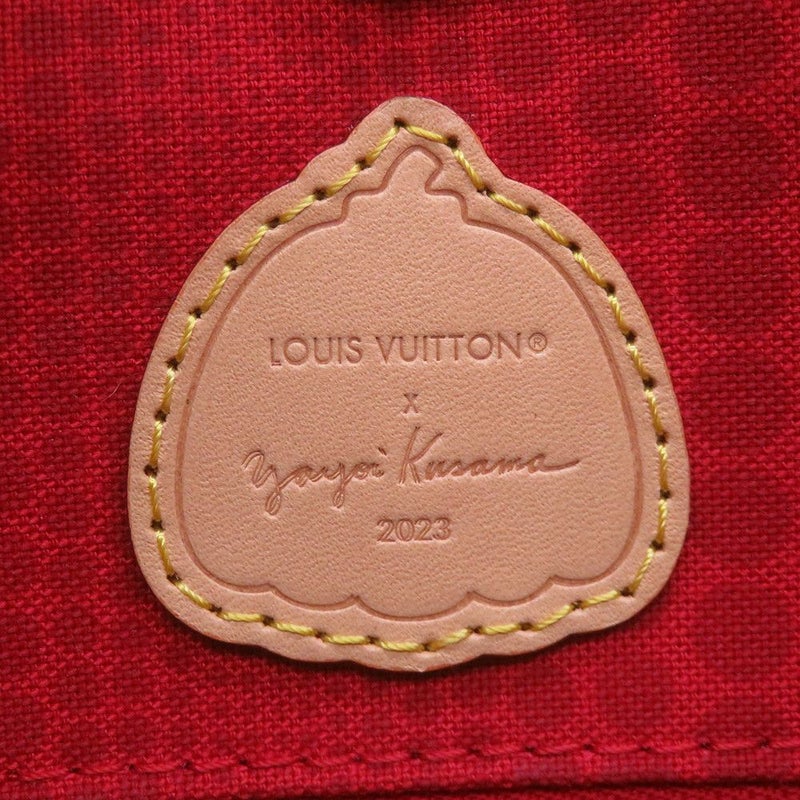 LOUIS VUITTON®
x
Yayoi Kusama
2023